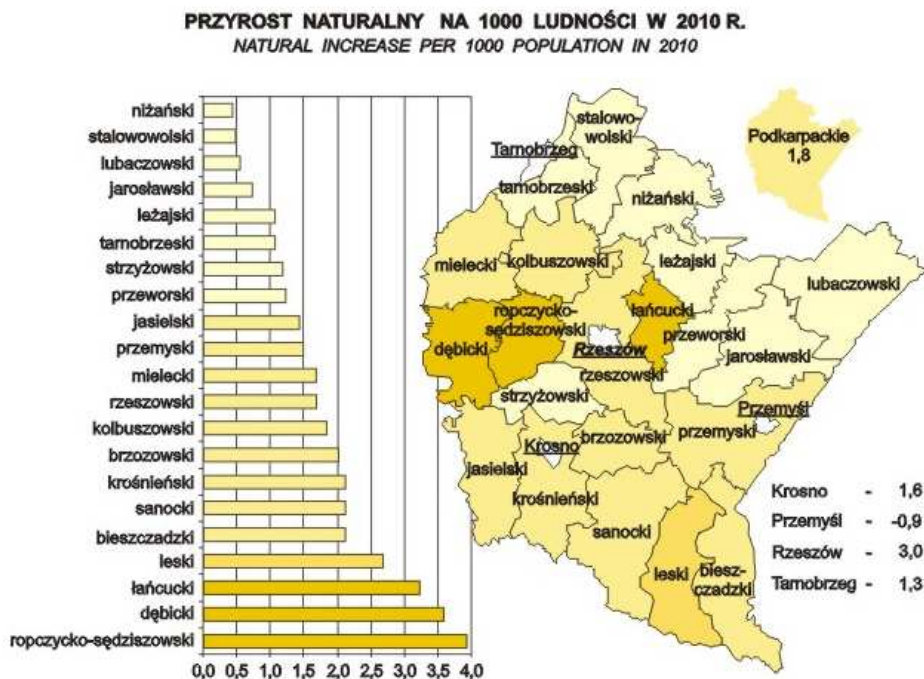 PRZYROST NATURALNY NA 1000 LUDNOŚCI W 2010 R.
NATURAL INCREASE PER 1000 POPULATION IN 2010
niżański
stalowowolski
lubaczowski
jarosławski
leżajski
tarnobrzeski
strzyżowski
przeworski
jasielski
przemyski
mielecki
rzeszowski
kolbuszowski
brzozowski
krośnieński
sanocki
bieszczadzki
leski
łańcucki
dębicki
ropczycko-sędziszowski
0,0 0,5 1,0 1,5 2,0 2,5 3,0 3,5 4,0
stalowo-
wolski
Tarnobrzeg
tarnobrzeski
niżański
mielecki
kolbuszowski
leżajski
lubaczowski
ropczycko-
sędziszowski
łańcucki
dębicki
Rzeszów
przeworski
jarosławski
rzeszowski
strzyżowski
Przemyśl
przemyski
Krosno
brzozowski
jasielski
krośnieński
sanocki
leski
biesz-
czadzki
Podkarpackie
1,8
Krosno - 1,6
Przemyśl - -0,9
Rzeszów - 3,0
Tarnobrzeg - 1,3